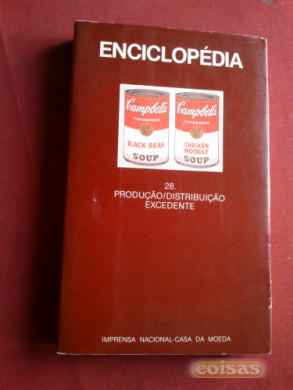 ENCICLOPÉDIA
Campbell's Campbell's
CONDENSED CONDENSED
BLACK BEAN CHICKEN
NOODLE
SOUP SOUP
28.
PRODUÇÃO/DISTRIBUIÇÃO
EXCEDENTE
IMPRENSA NACIONAL-CASA DA MOEDA
coisas